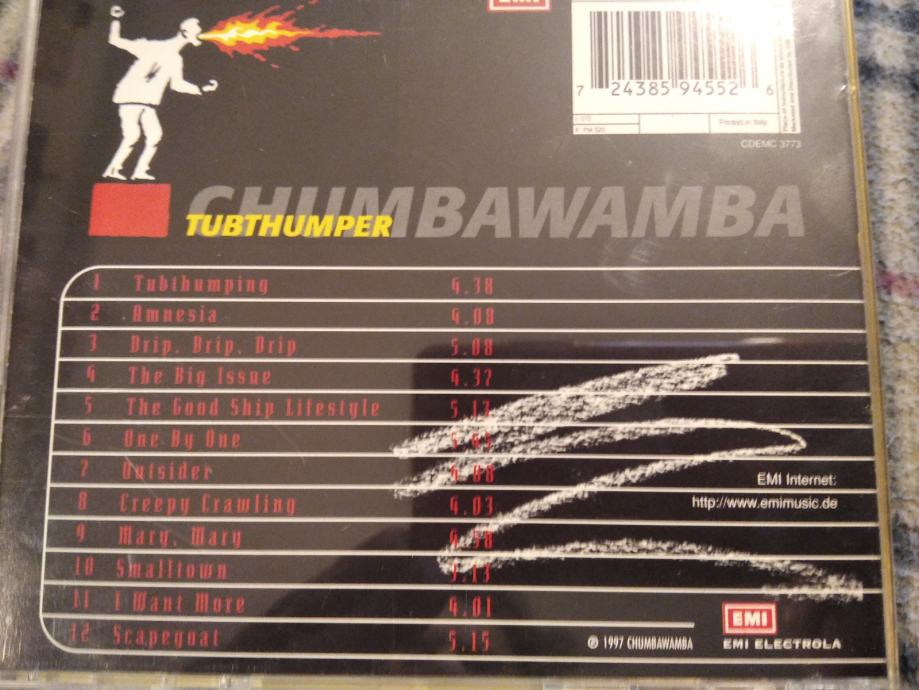 EMI
7 24385 94552 6
Printed in Italy
CDEMC 3773
CHUMBAWAMBA
TUBTHUMPER
1 Tubthumping 4.38
2 Amnesia 4.08
3 Drip, Drip, Drip 5.08
4 The Big Issue 4.37
5 The Good Ship Lifestyle
6 One By One
7 Outsider
8 Creepy Crawling 4.03
9 Mary, Mary
10 Smalltown
11 I Want More 4.01
12 Scapegoat 5.15
EMI Internet:
http://www.emimusic.de
℗ 1997 CHUMBAWAMBA
EMI
EMI ELECTROLA